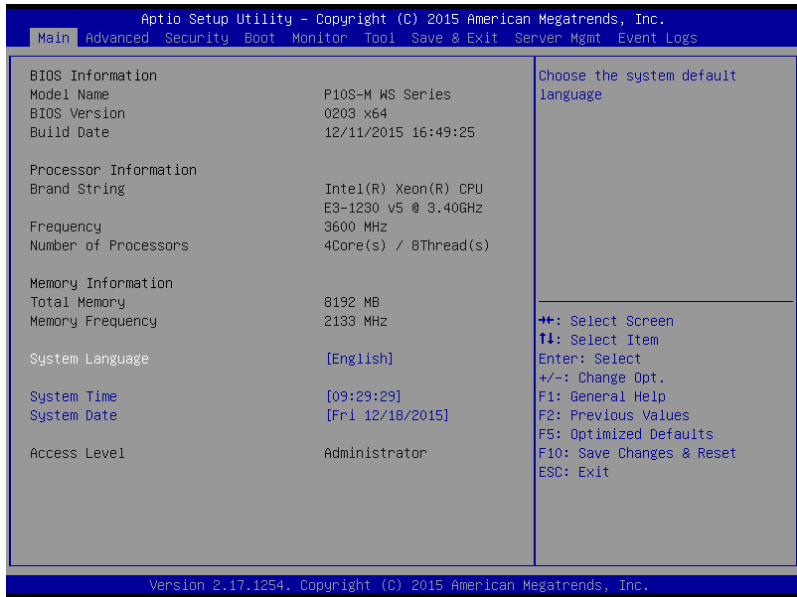 Aptio Setup Utility – Copyright (C) 2015 American Megatrends, Inc.
Main Advanced Security Boot Monitor Tool Save & Exit Server Mgmt Event Logs
BIOS Information
Model Name P10S-M WS Series
BIOS Version 0203 x64
Build Date 12/11/2015 16:49:25
Processor Information
Brand String Intel(R) Xeon(R) CPU
E3-1230 v5 @ 3.40GHz
Frequency 3600 MHz
Number of Processors 4Core(s) / 8Thread(s)
Memory Information
Total Memory 8192 MB
Memory Frequency 2133 MHz
System Language [English]
System Time [09:29:29]
System Date [Fri 12/18/2015]
Access Level Administrator
Choose the system default
language
→←: Select Screen
↑↓: Select Item
Enter: Select
+/-: Change Opt.
F1: General Help
F2: Previous Values
F5: Optimized Defaults
F10: Save Changes & Reset
ESC: Exit
Version 2.17.1254. Copyright (C) 2015 American Megatrends, Inc.